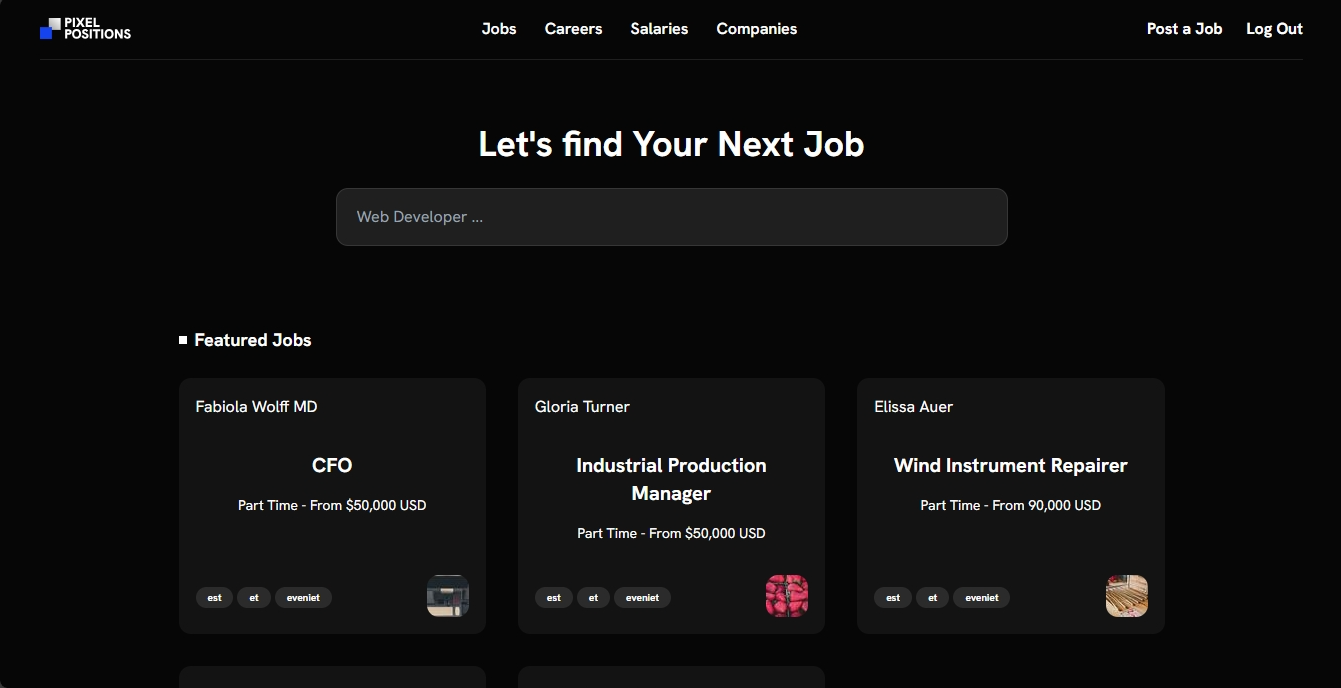 PIXEL
POSITIONS
Jobs Careers Salaries Companies
Post a Job Log Out
Let's find Your Next Job
Web Developer ...
Featured Jobs
Fabiola Wolff MD
CFO
Part Time - From $50,000 USD
est et eveniet
Gloria Turner
Industrial Production
Manager
Part Time - From $50,000 USD
est et eveniet
Elissa Auer
Wind Instrument Repairer
Part Time - From 90,000 USD
est et eveniet